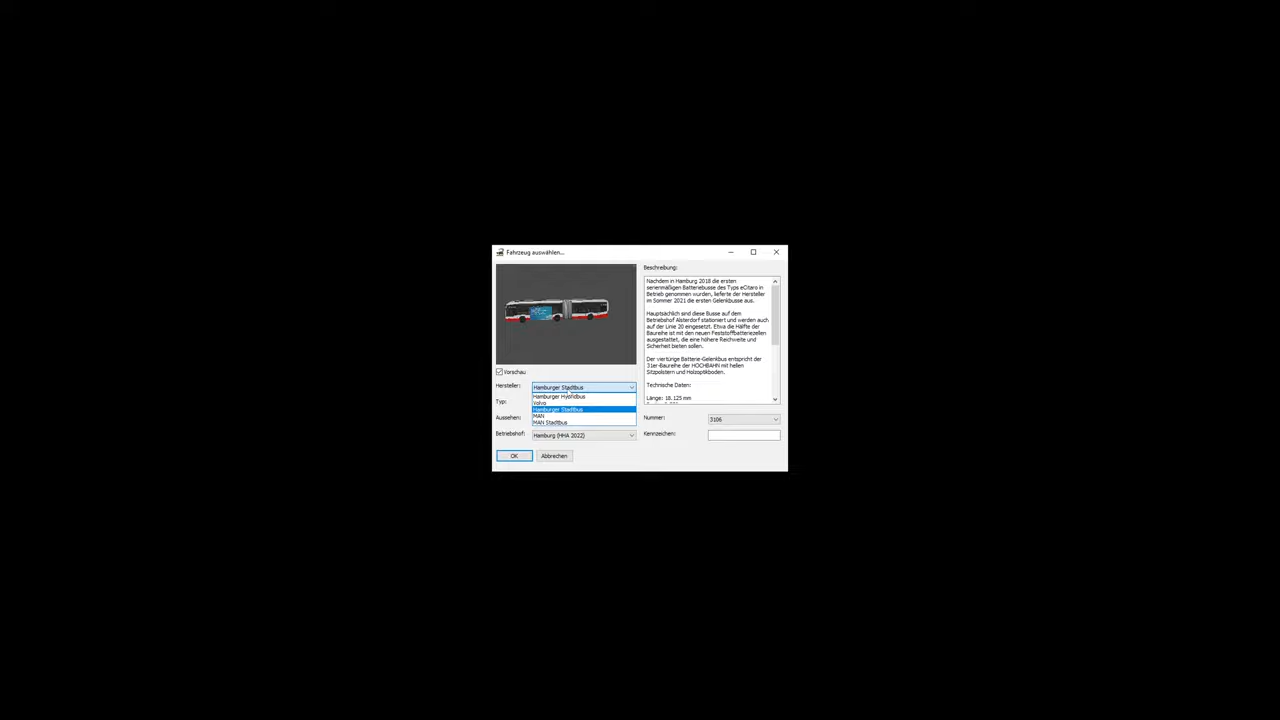 Fahrzeug auswählen...
Beschreibung:
Nachdem in Hamburg 2018 die ersten
serienmäßigen Batteriebusse des Typs eCitaro in
Betrieb genommen wurden, lieferte der Hersteller
im Sommer 2021 die ersten Gelenkbusse aus.
Hauptsächlich sind diese Busse auf dem
Betriebshof Alsterdorf stationiert und werden auch
auf der Linie 20 eingesetzt. Etwa die Hälfte der
Baureihe ist mit den neuen Feststoffbatteriezellen
ausgestattet, die eine höhere Reichweite und
Sicherheit bieten sollen.
Der viertürige Batterie-Gelenkbus entspricht der
31er-Baureihe der HOCHBAHN mit hellen
Sitzpolstern und Holzoptikboden.
Technische Daten:
Länge: 18.125 mm
Vorschau
Hersteller:
Hamburger Stadtbus
Hamburger Hybridbus
Volvo
Hamburger Stadtbus
MAN
MAN Stadtbus
Typ:
Aussehen:
Betriebshof:
Hamburg (HHA 2022)
Nummer:
3106
Kennzeichen:
OK
Abbrechen